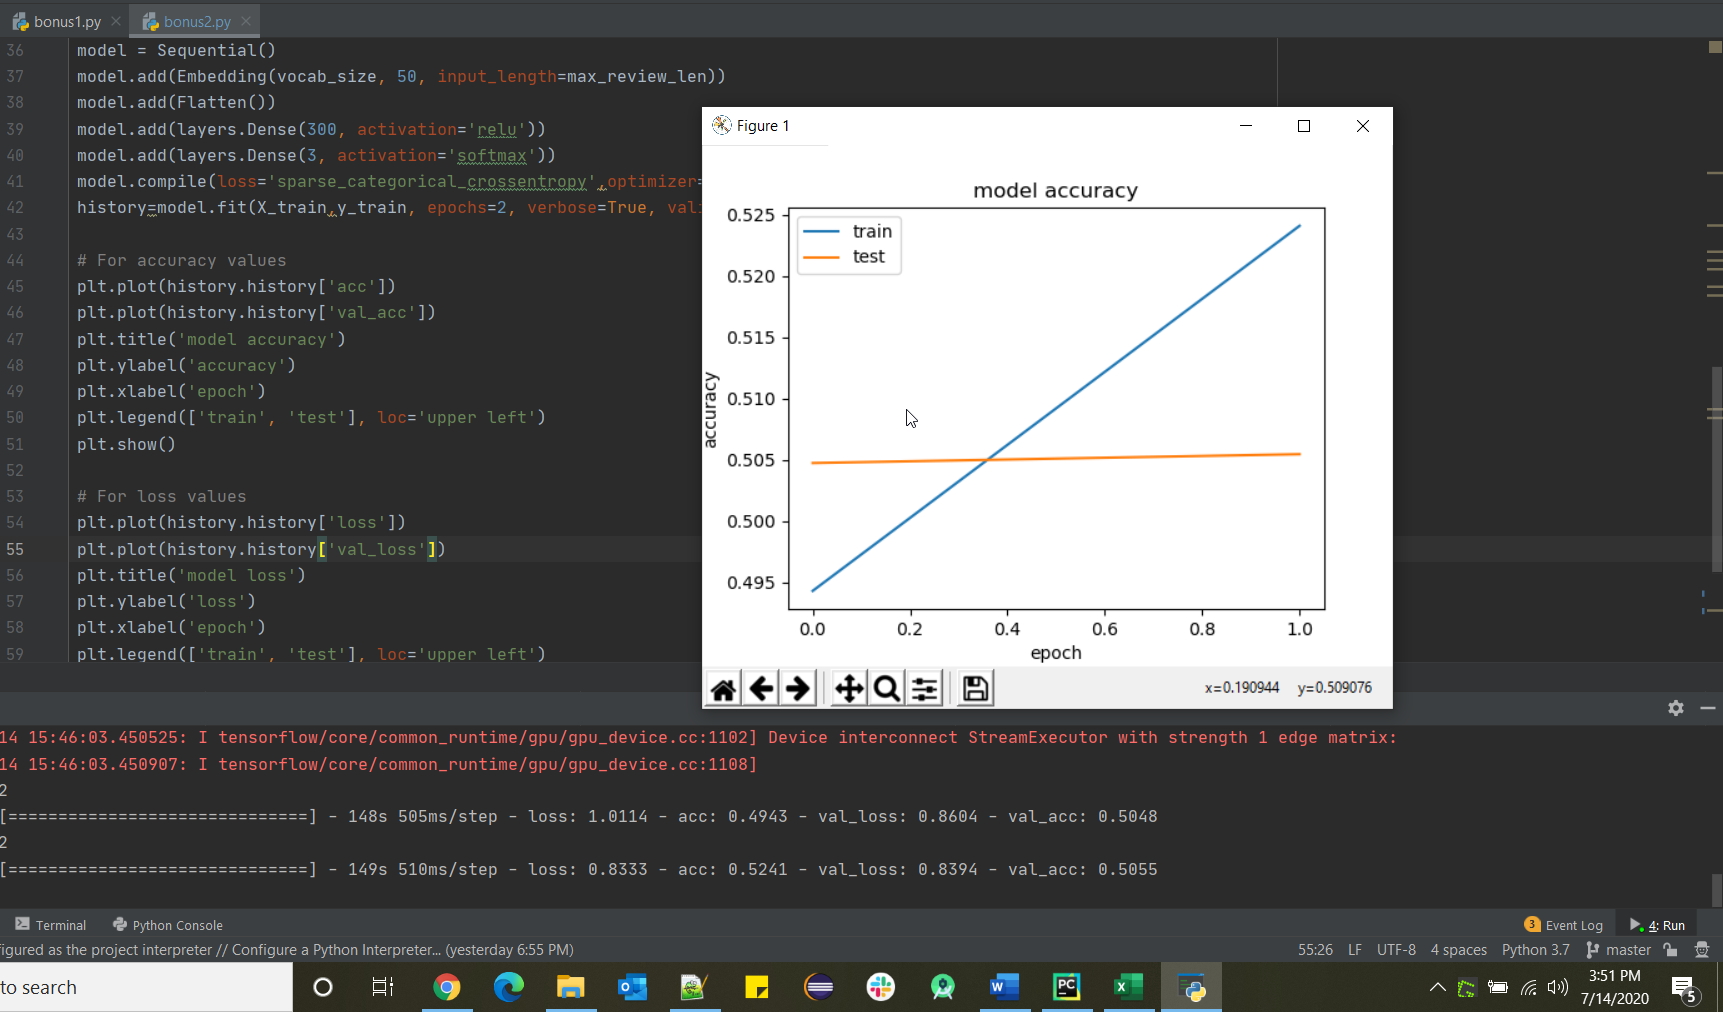 bonus1.py
bonus2.py
36 model = Sequential()
37 model.add(Embedding(vocab_size, 50, input_length=max_review_len))
38 model.add(Flatten())
39 model.add(layers.Dense(300, activation='relu'))
40 model.add(layers.Dense(3, activation='softmax'))
41 model.compile(loss='sparse_categorical_crossentropy',optimizer=
42 history=model.fit(X_train,y_train, epochs=2, verbose=True, vali
43
44 # For accuracy values
45 plt.plot(history.history['acc'])
46 plt.plot(history.history['val_acc'])
47 plt.title('model accuracy')
48 plt.ylabel('accuracy')
49 plt.xlabel('epoch')
50 plt.legend(['train', 'test'], loc='upper left')
51 plt.show()
52
53 # For loss values
54 plt.plot(history.history['loss'])
55 plt.plot(history.history['val_loss'])
56 plt.title('model loss')
57 plt.ylabel('loss')
58 plt.xlabel('epoch')
59 plt.legend(['train', 'test'], loc='upper left')
Figure 1
model accuracy
train
test
accuracy
0.525
0.520
0.515
0.510
0.505
0.500
0.495
0.0 0.2 0.4 0.6 0.8 1.0
epoch
x=0.190944 y=0.509076
14 15:46:03.450525: I tensorflow/core/common_runtime/gpu/gpu_device.cc:1102] Device interconnect StreamExecutor with strength 1 edge matrix:
14 15:46:03.450907: I tensorflow/core/common_runtime/gpu/gpu_device.cc:1108]
2
[==============================] - 148s 505ms/step - loss: 1.0114 - acc: 0.4943 - val_loss: 0.8604 - val_acc: 0.5048
2
[==============================] - 149s 510ms/step - loss: 0.8333 - acc: 0.5241 - val_loss: 0.8394 - val_acc: 0.5055
Terminal Python Console 3 Event Log 4: Run
figured as the project interpreter // Configure a Python Interpreter... (yesterday 6:55 PM) 55:26 LF UTF-8 4 spaces Python 3.7 master
to search
3:51 PM
7/14/2020
5